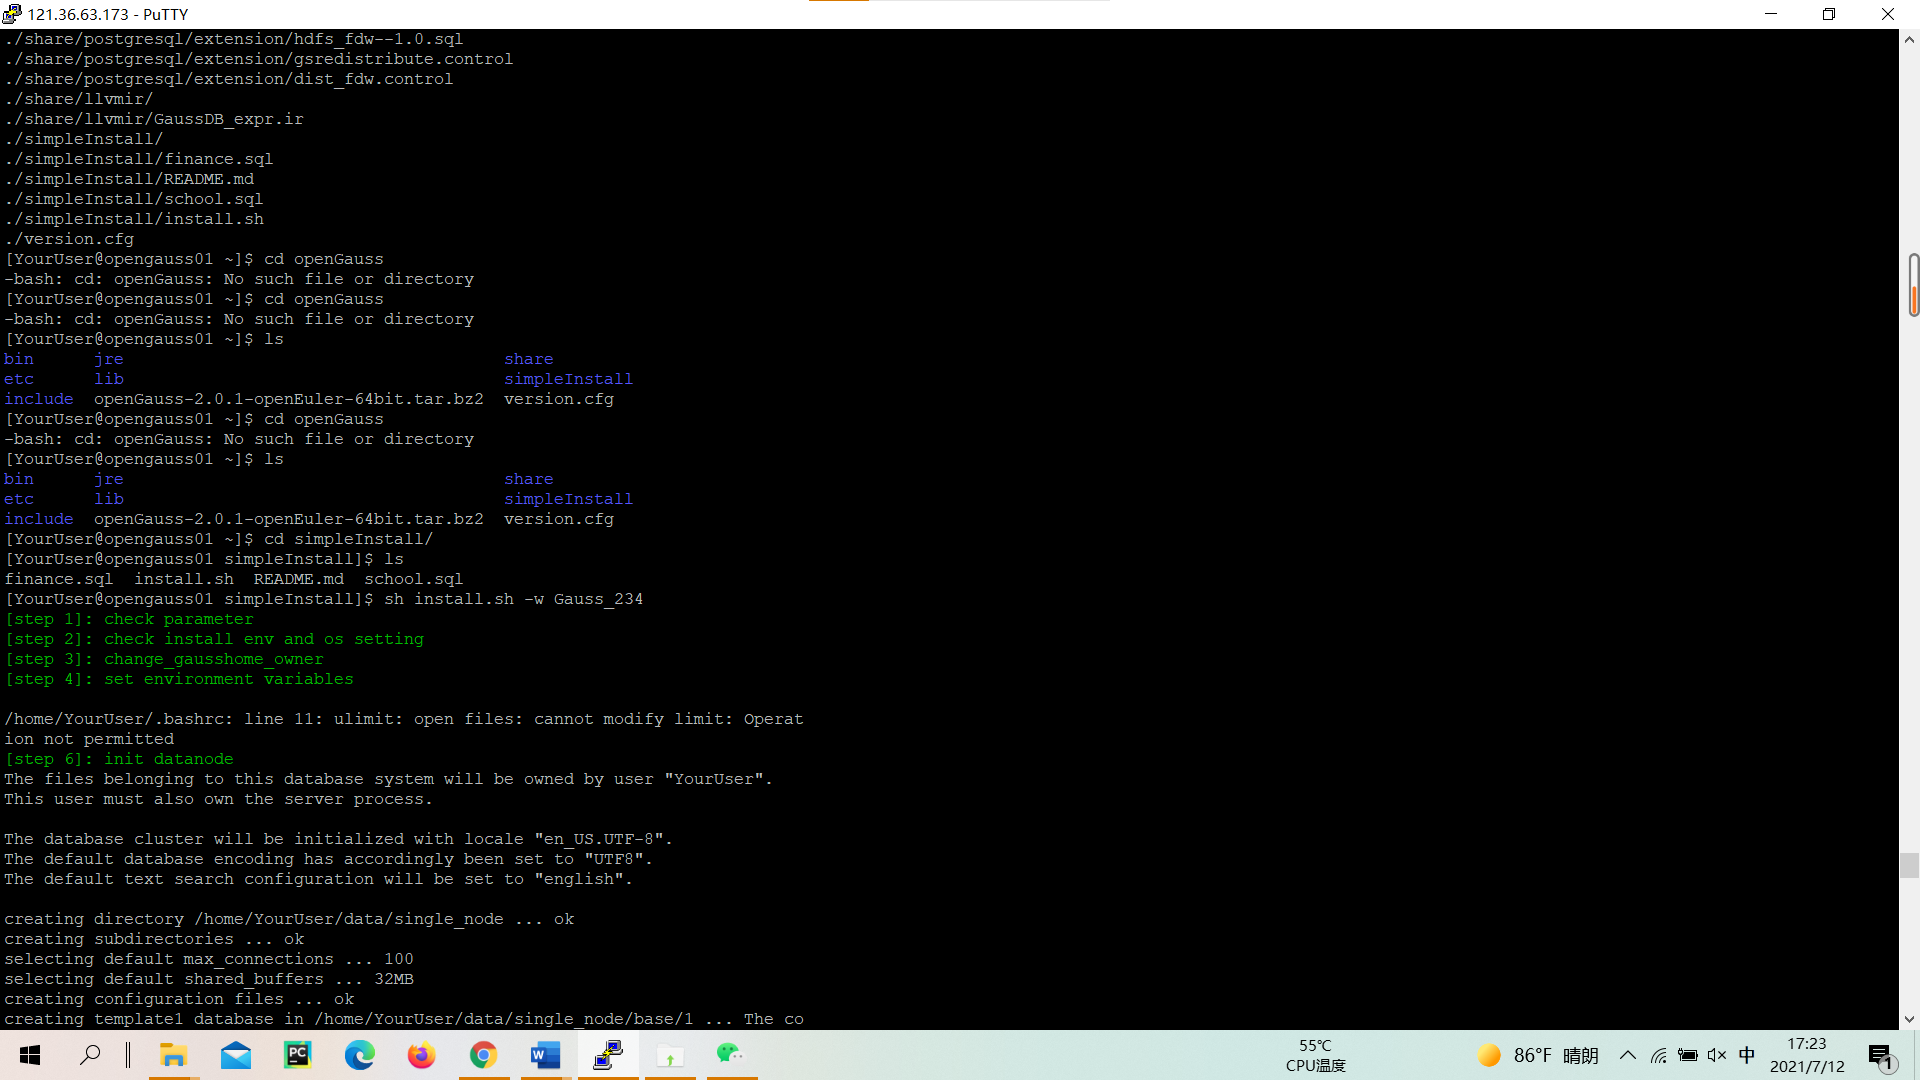 121.36.63.173 - PuTTY
./share/postgresql/extension/hdfs_fdw--1.0.sql
./share/postgresql/extension/gsredistribute.control
./share/postgresql/extension/dist_fdw.control
./share/llvmir/
./share/llvmir/GaussDB_expr.ir
./simpleInstall/
./simpleInstall/finance.sql
./simpleInstall/README.md
./simpleInstall/school.sql
./simpleInstall/install.sh
./version.cfg
[YourUser@opengauss01 ~]$ cd openGauss
-bash: cd: openGauss: No such file or directory
[YourUser@opengauss01 ~]$ cd openGauss
-bash: cd: openGauss: No such file or directory
[YourUser@opengauss01 ~]$ ls
bin jre share
etc lib simpleInstall
include openGauss-2.0.1-openEuler-64bit.tar.bz2 version.cfg
[YourUser@opengauss01 ~]$ cd openGauss
-bash: cd: openGauss: No such file or directory
[YourUser@opengauss01 ~]$ ls
bin jre share
etc lib simpleInstall
include openGauss-2.0.1-openEuler-64bit.tar.bz2 version.cfg
[YourUser@opengauss01 ~]$ cd simpleInstall/
[YourUser@opengauss01 simpleInstall]$ ls
finance.sql install.sh README.md school.sql
[YourUser@opengauss01 simpleInstall]$ sh install.sh -w Gauss_234
[step 1]: check parameter
[step 2]: check install env and os setting
[step 3]: change_gausshome_owner
[step 4]: set environment variables
/home/YourUser/.bashrc: line 11: ulimit: open files: cannot modify limit: Operat
ion not permitted
[step 6]: init datanode
The files belonging to this database system will be owned by user "YourUser".
This user must also own the server process.
The database cluster will be initialized with locale "en_US.UTF-8".
The default database encoding has accordingly been set to "UTF8".
The default text search configuration will be set to "english".
creating directory /home/YourUser/data/single_node ... ok
creating subdirectories ... ok
selecting default max_connections ... 100
selecting default shared_buffers ... 32MB
creating configuration files ... ok
creating template1 database in /home/YourUser/data/single_node/base/1 ... The co
PC
W
55℃
CPU温度
86°F 晴朗
中
17:23
2021/7/12
1